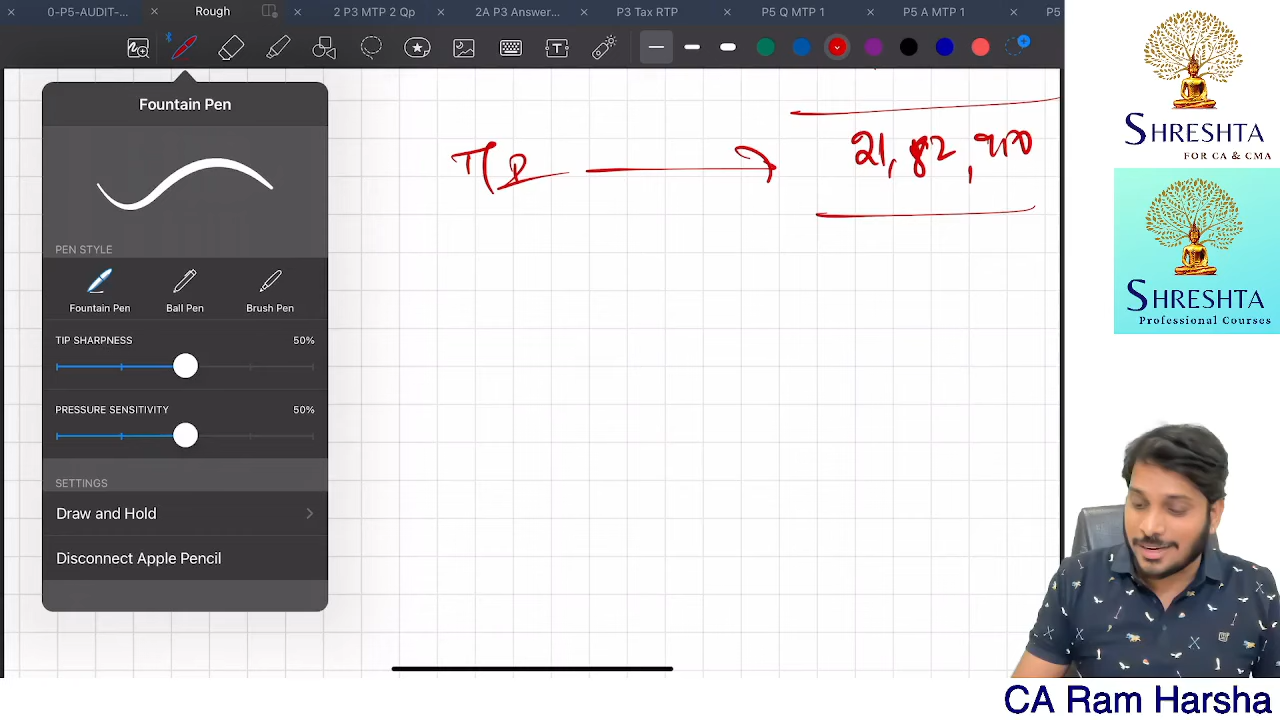 0-P5-AUDIT-...
Rough
2 P3 MTP 2 Qp
2A P3 Answer...
P3 Tax RTP
P5 Q MTP 1
P5 A MTP 1
P5
Fountain Pen
PEN STYLE
Fountain Pen
Ball Pen
Brush Pen
TIP SHARPNESS
50%
PRESSURE SENSITIVITY
50%
SETTINGS
Draw and Hold
Disconnect Apple Pencil
21, 82,
SHRESHTA
FOR CA & CMA
SHRESHTA
Professional Courses
CA Ram Harsha